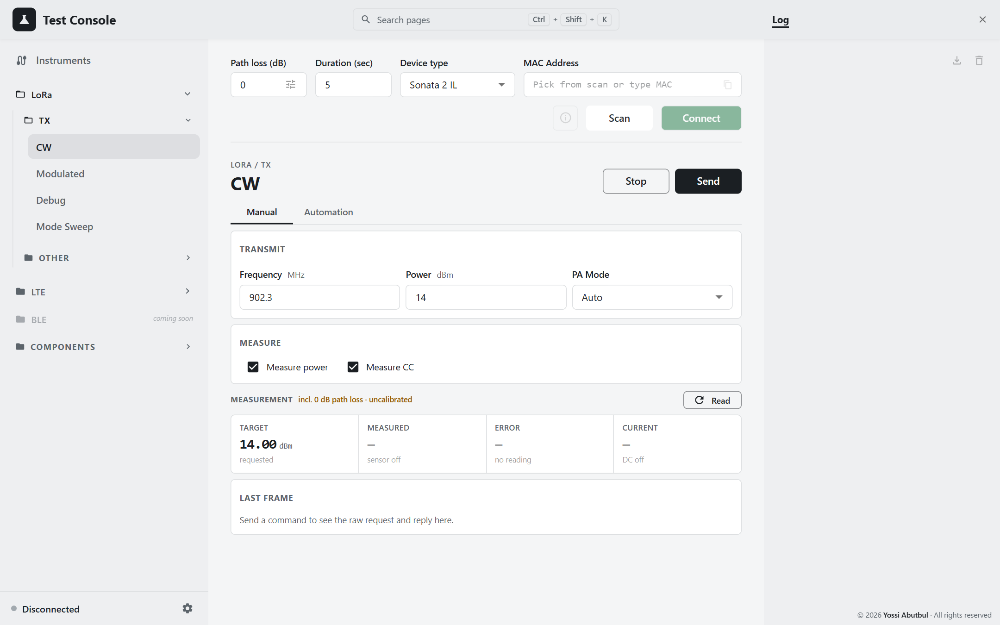 Test Console
Search pages
Ctrl + Shift + K
Log
Instruments
LoRa
TX
CW
Modulated
Debug
Mode Sweep
OTHER
LTE
BLE
coming soon
COMPONENTS
Disconnected
Path loss (dB)
Duration (sec)
Device type
MAC Address
0
5
Sonata 2 IL
Pick from scan or type MAC
Scan
Connect
LORA / TX
CW
Stop
Send
Manual
Automation
TRANSMIT
Frequency MHz
Power dBm
PA Mode
902.3
14
Auto
MEASURE
Measure power
Measure CC
MEASUREMENT incl. 0 dB path loss · uncalibrated
Read
TARGET
14.00 dBm
requested
MEASURED
—
sensor off
ERROR
—
no reading
CURRENT
—
DC off
LAST FRAME
Send a command to see the raw request and reply here.
© 2026 Yossi Abutbul · All rights reserved